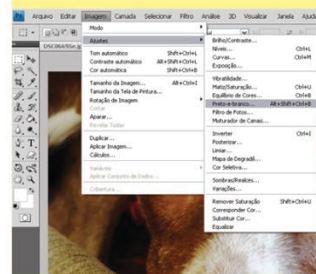 Ps Arquivo Editar Imagem Camada Selecionar Filtro Análise 3D Visualizar Janela Ajuda
Modo
Ajustes
Tom automático Shift+Ctrl+L
Contraste automático Alt+Shift+Ctrl+L
Cor automática Shift+Ctrl+B
Tamanho da Imagem... Alt+Ctrl+I
Tamanho da Tela de Pintura...
Rotação de Imagem
Cortar
Aparar...
Revelar Todas
Duplicar...
Aplicar Imagem...
Cálculos...
Variáveis
Aplicar Conjunto de Dados...
Cobertura...
Brilho/Contraste...
Níveis... Ctrl+L
Curvas... Ctrl+M
Exposição...
Vibratilidade...
Matiz/Saturação... Ctrl+U
Equilíbrio de Cores... Ctrl+B
Preto-e-branco... Alt+Shift+Ctrl+B
Filtro de Fotos...
Misturador de Canais...
Inverter Ctrl+I
Posterizar...
Limiar...
Mapa de Degradê...
Cor Seletiva...
Sombras/Realces...
Variações...
Remover Saturação Shift+Ctrl+U
Corresponder Cor...
Substituir Cor...
Equalizar